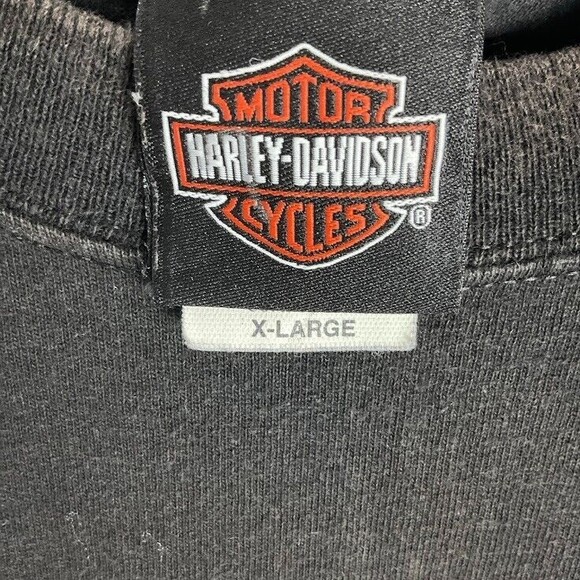 MOTOR
HARLEY-DAVIDSON
CYCLES
®
X-LARGE